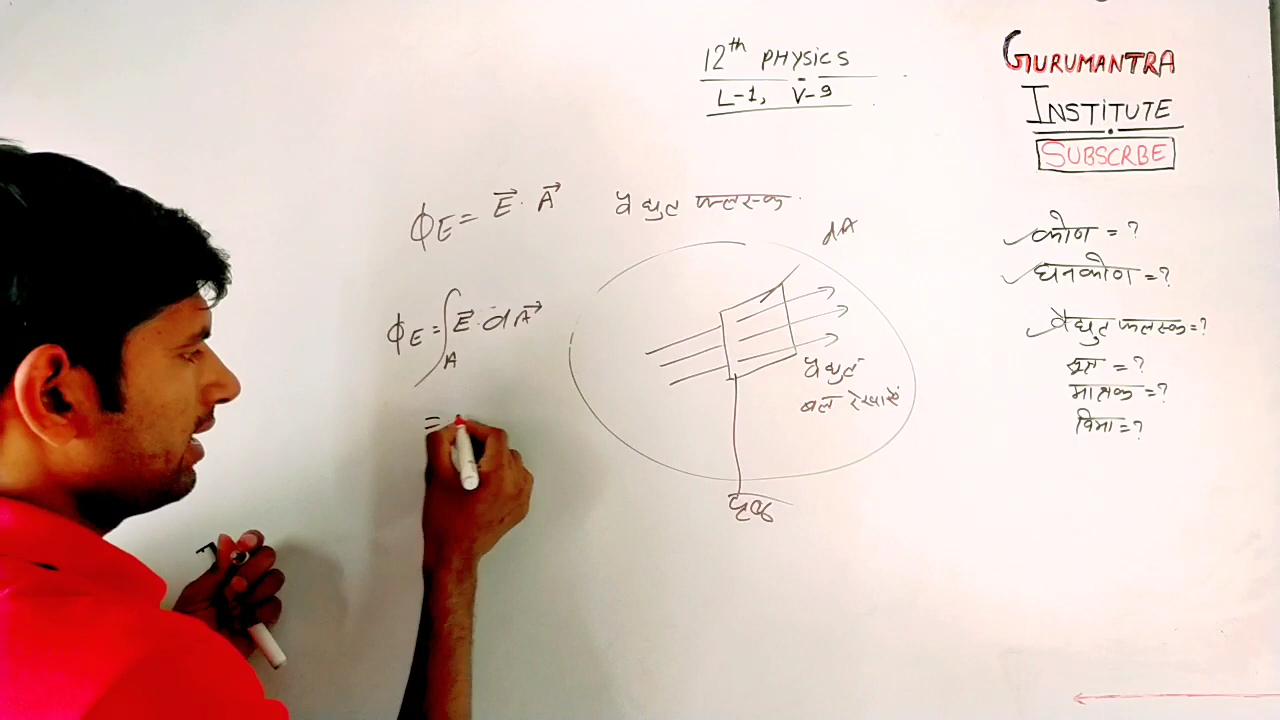 12th PHYSICS
L-1, V-9
GURUMANTRA
INSTITUTE
SUBSCRBE
ϕE = E⃗ · A⃗ वैद्युत फ्लक्स
ϕE = ∫A E⃗ · dA⃗
=
dA
वैद्युत
बल रेखायें
पृष्ठ
कोण = ?
घनकोण = ?
वैद्युत फ्लक्स = ?
सूत्र = ?
मात्रक = ?
विमा = ?